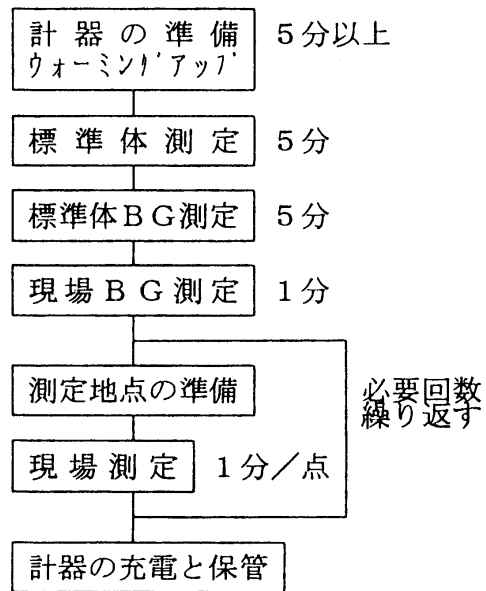 計器の準備 5分以上
ウォーミングアップ
標準体測定 5分
標準体BG測定 5分
現場BG測定 1分
測定地点の準備
必要回数
繰り返す
現場測定 1分/点
計器の充電と保管